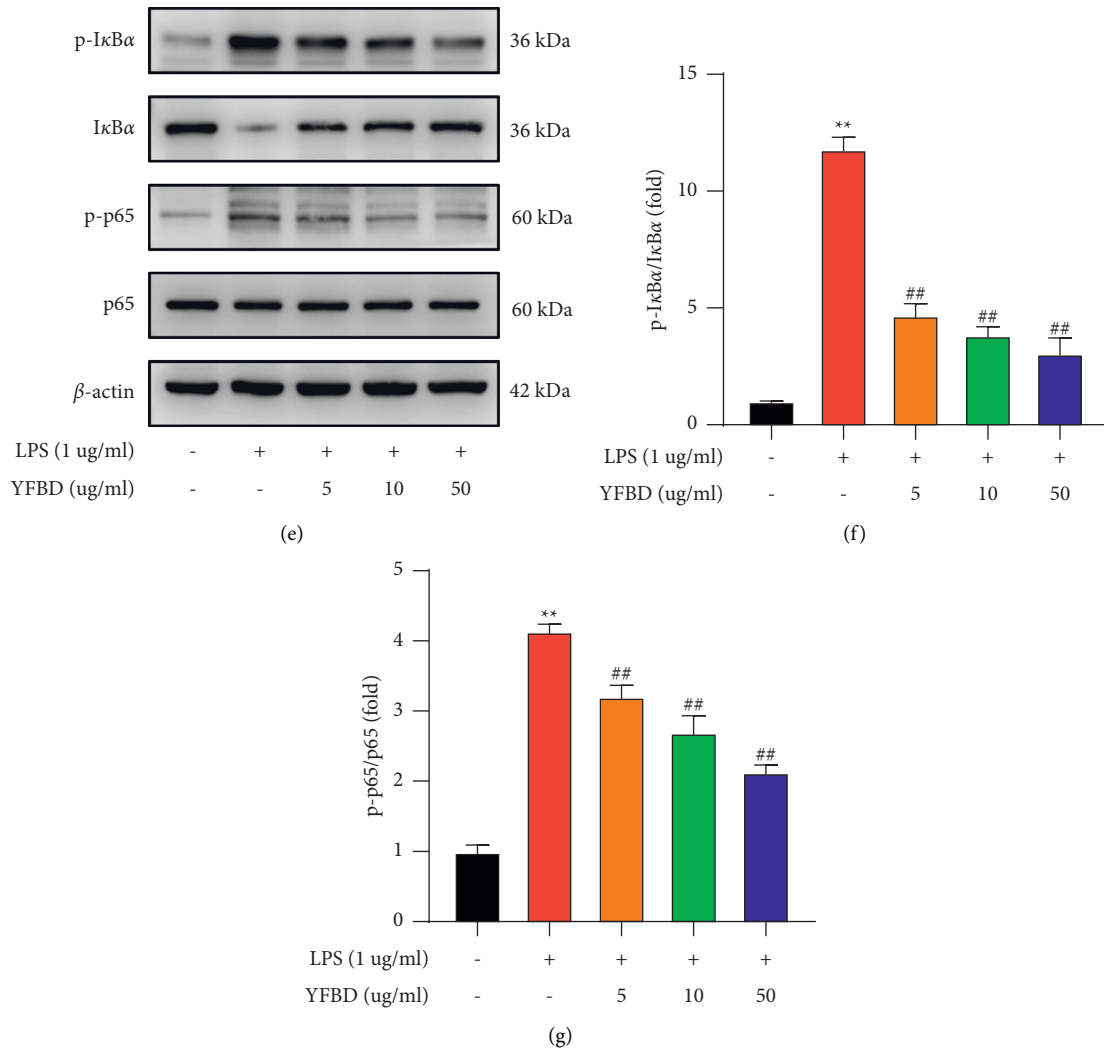 p-IκBα 36 kDa
IκBα 36 kDa
p-p65 60 kDa
p65 60 kDa
β-actin 42 kDa
LPS (1 ug/ml) - + + + +
YFBD (ug/ml) - - 5 10 50
(e)
p-IκBα/IκBα (fold)
15
10
5
0
**
##
##
##
LPS (1 ug/ml) - + + + +
YFBD (ug/ml) - - 5 10 50
(f)
p-p65/p65 (fold)
5
4
3
2
1
0
**
##
##
##
LPS (1 ug/ml) - + + + +
YFBD (ug/ml) - - 5 10 50
(g)